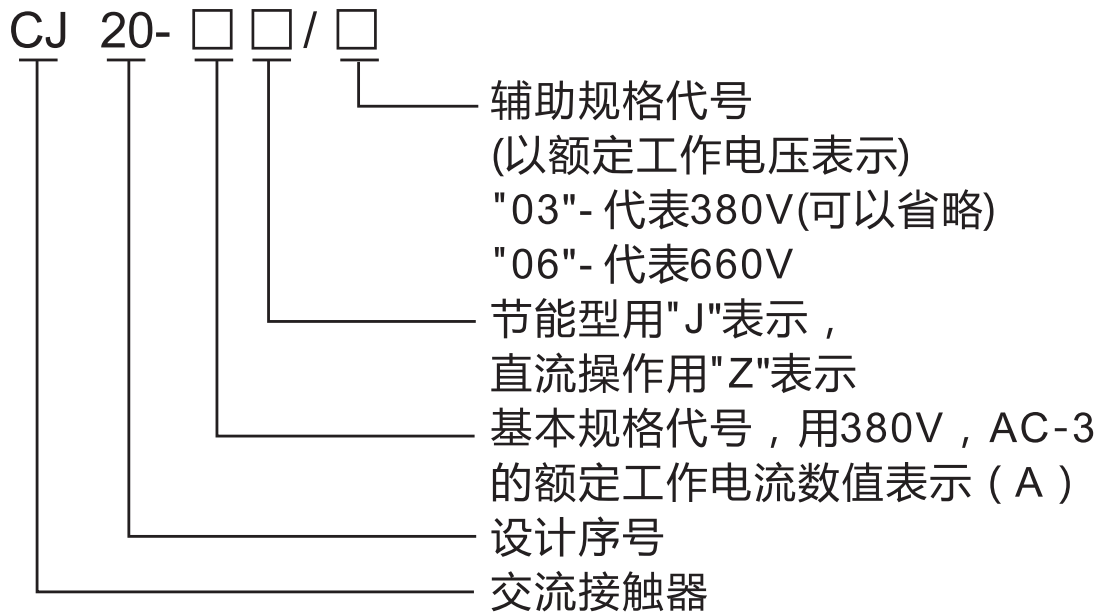 CJ 20-□□/□
辅助规格代号
(以额定工作电压表示)
"03"-代表380V(可以省略)
"06"-代表660V
节能型用"J"表示，
直流操作用"Z"表示
基本规格代号，用380V，AC-3
的额定工作电流数值表示（A）
设计序号
交流接触器